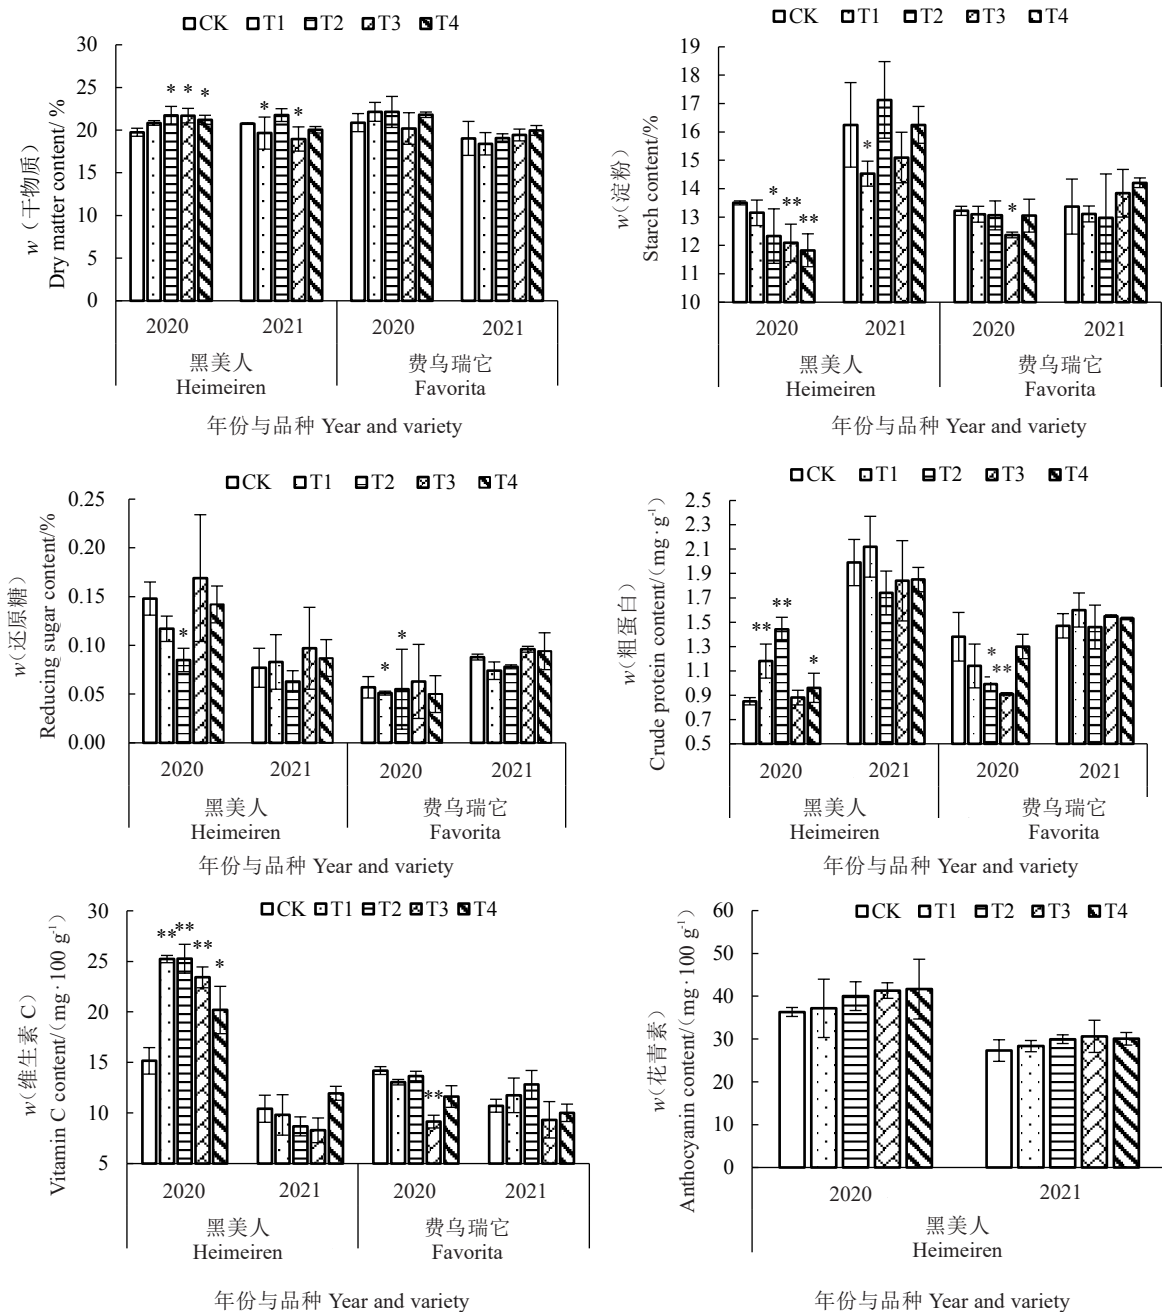 CK T1 T2 T3 T4
w（干物质）
Dry matter content/ %
30
25
20
15
10
5
0
* * * * *
2020 2021 2020 2021
黑美人 费乌瑞它
Heimeiren Favorita
年份与品种 Year and variety
CK T1 T2 T3 T4
w（淀粉）
Starch content/%
19
18
17
16
15
14
13
12
11
10
* ** ** * *
2020 2021 2020 2021
黑美人 费乌瑞它
Heimeiren Favorita
年份与品种 Year and variety
CK T1 T2 T3 T4
w（还原糖）
Reducing sugar content/%
0.25
0.20
0.15
0.10
0.05
0.00
* * *
2020 2021 2020 2021
黑美人 费乌瑞它
Heimeiren Favorita
年份与品种 Year and variety
CK T1 T2 T3 T4
w（粗蛋白）
Crude protein content/(mg·g⁻¹)
2.5
2.3
2.1
1.9
1.7
1.5
1.3
1.1
0.9
0.7
0.5
** ** * * **
2020 2021 2020 2021
黑美人 费乌瑞它
Heimeiren Favorita
年份与品种 Year and variety
CK T1 T2 T3 T4
w（维生素 C）
Vitamin C content/(mg·100 g⁻¹)
30
25
20
15
10
5
** ** ** * **
2020 2021 2020 2021
黑美人 费乌瑞它
Heimeiren Favorita
年份与品种 Year and variety
CK T1 T2 T3 T4
w（花青素）
Anthocyanin content/(mg·100 g⁻¹)
60
50
40
30
20
10
0
2020 2021
黑美人
Heimeiren
年份与品种 Year and variety